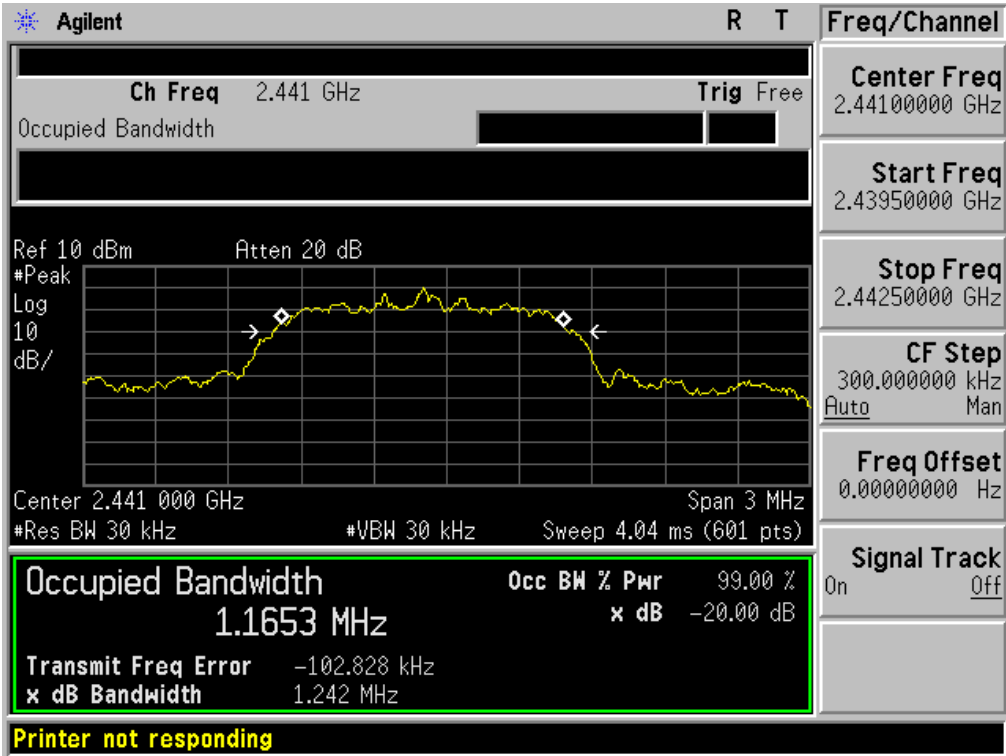 Agilent R T
Ch Freq 2.441 GHz Trig Free
Occupied Bandwidth
Ref 10 dBm Atten 20 dB
#Peak
Log
10
dB/
Center 2.441 000 GHz Span 3 MHz
#Res BW 30 kHz #VBW 30 kHz Sweep 4.04 ms (601 pts)
Occupied Bandwidth
1.1653 MHz
Occ BW % Pwr 99.00 %
x dB -20.00 dB
Transmit Freq Error -102.828 kHz
x dB Bandwidth 1.242 MHz
Printer not responding
Freq/Channel
Center Freq
2.44100000 GHz
Start Freq
2.43950000 GHz
Stop Freq
2.44250000 GHz
CF Step
300.000000 kHz
Auto Man
Freq Offset
0.00000000 Hz
Signal Track
On Off